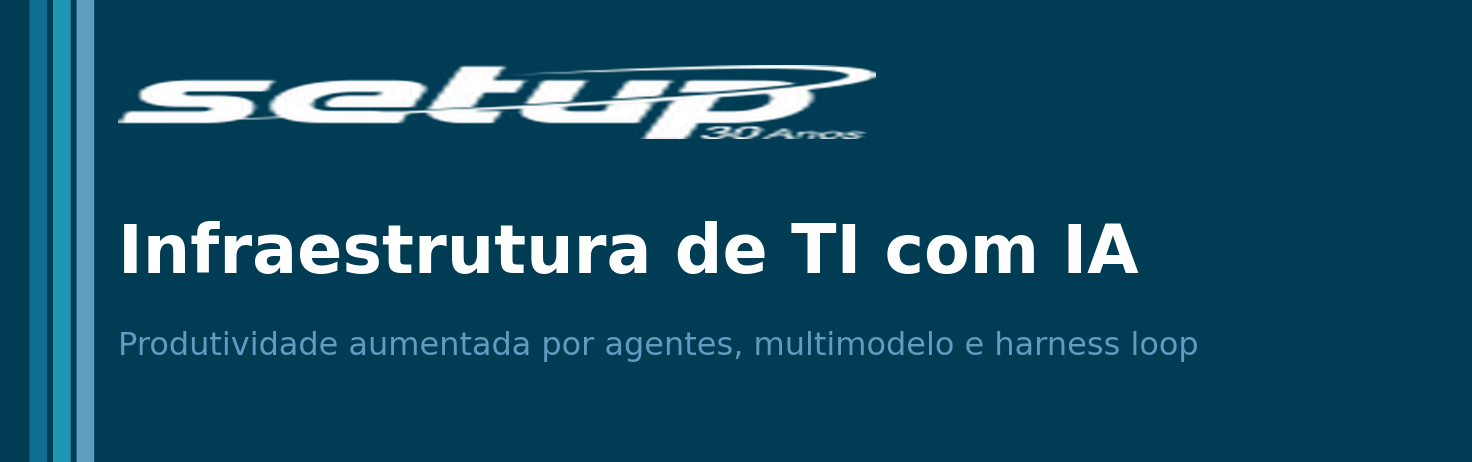 setup
30 Anos
Infraestrutura de TI com IA
Produtividade aumentada por agentes, multimodelo e harness loop